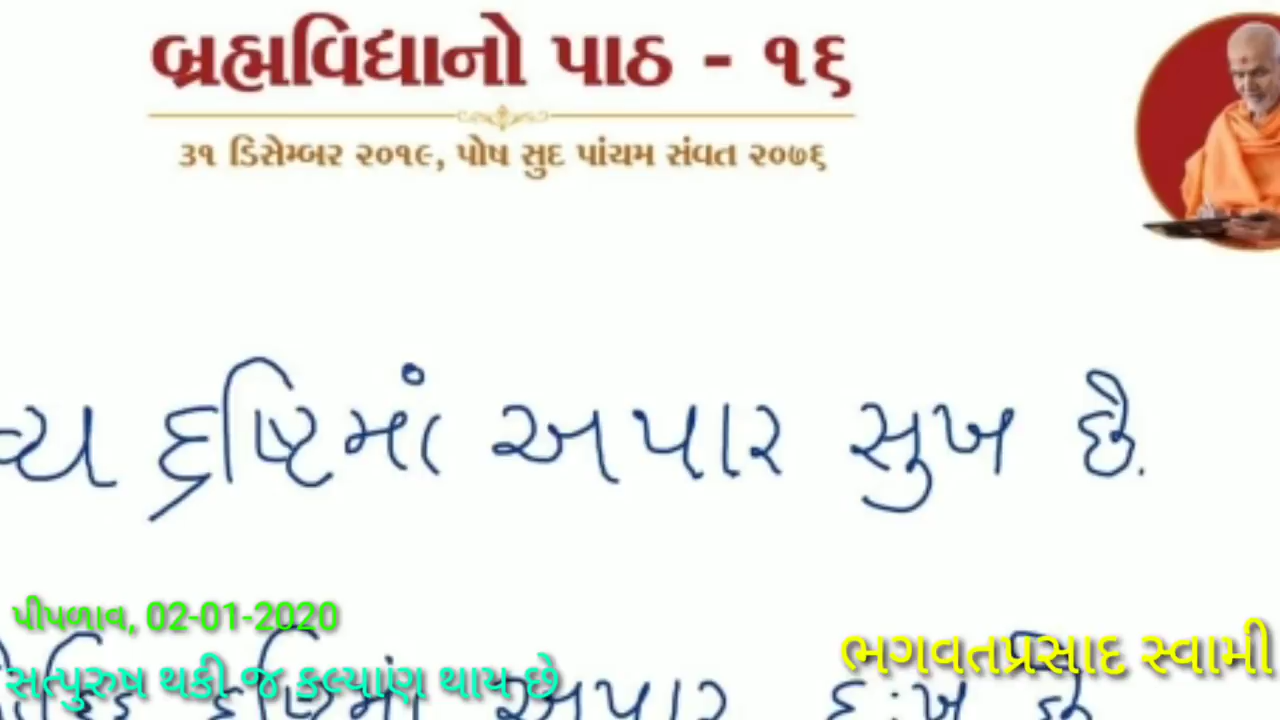 બ્રહ્મવિદ્યાનો પાઠ - ૧૬
૩૧ ડિસેમ્બર ૨૦૧૯, પોષ સુદ પાંચમ સંવત ૨૦૭૬
દૃષ્ટિમાં અપાર સુખ છે.
પીપળાવ, 02-01-2020
ભગવતપ્રસાદ સ્વામી
સત્પુરુષ થકી જ કલ્યાણ થાય છે
દૃષ્ટિમાં અપાર દુ:ખ છે